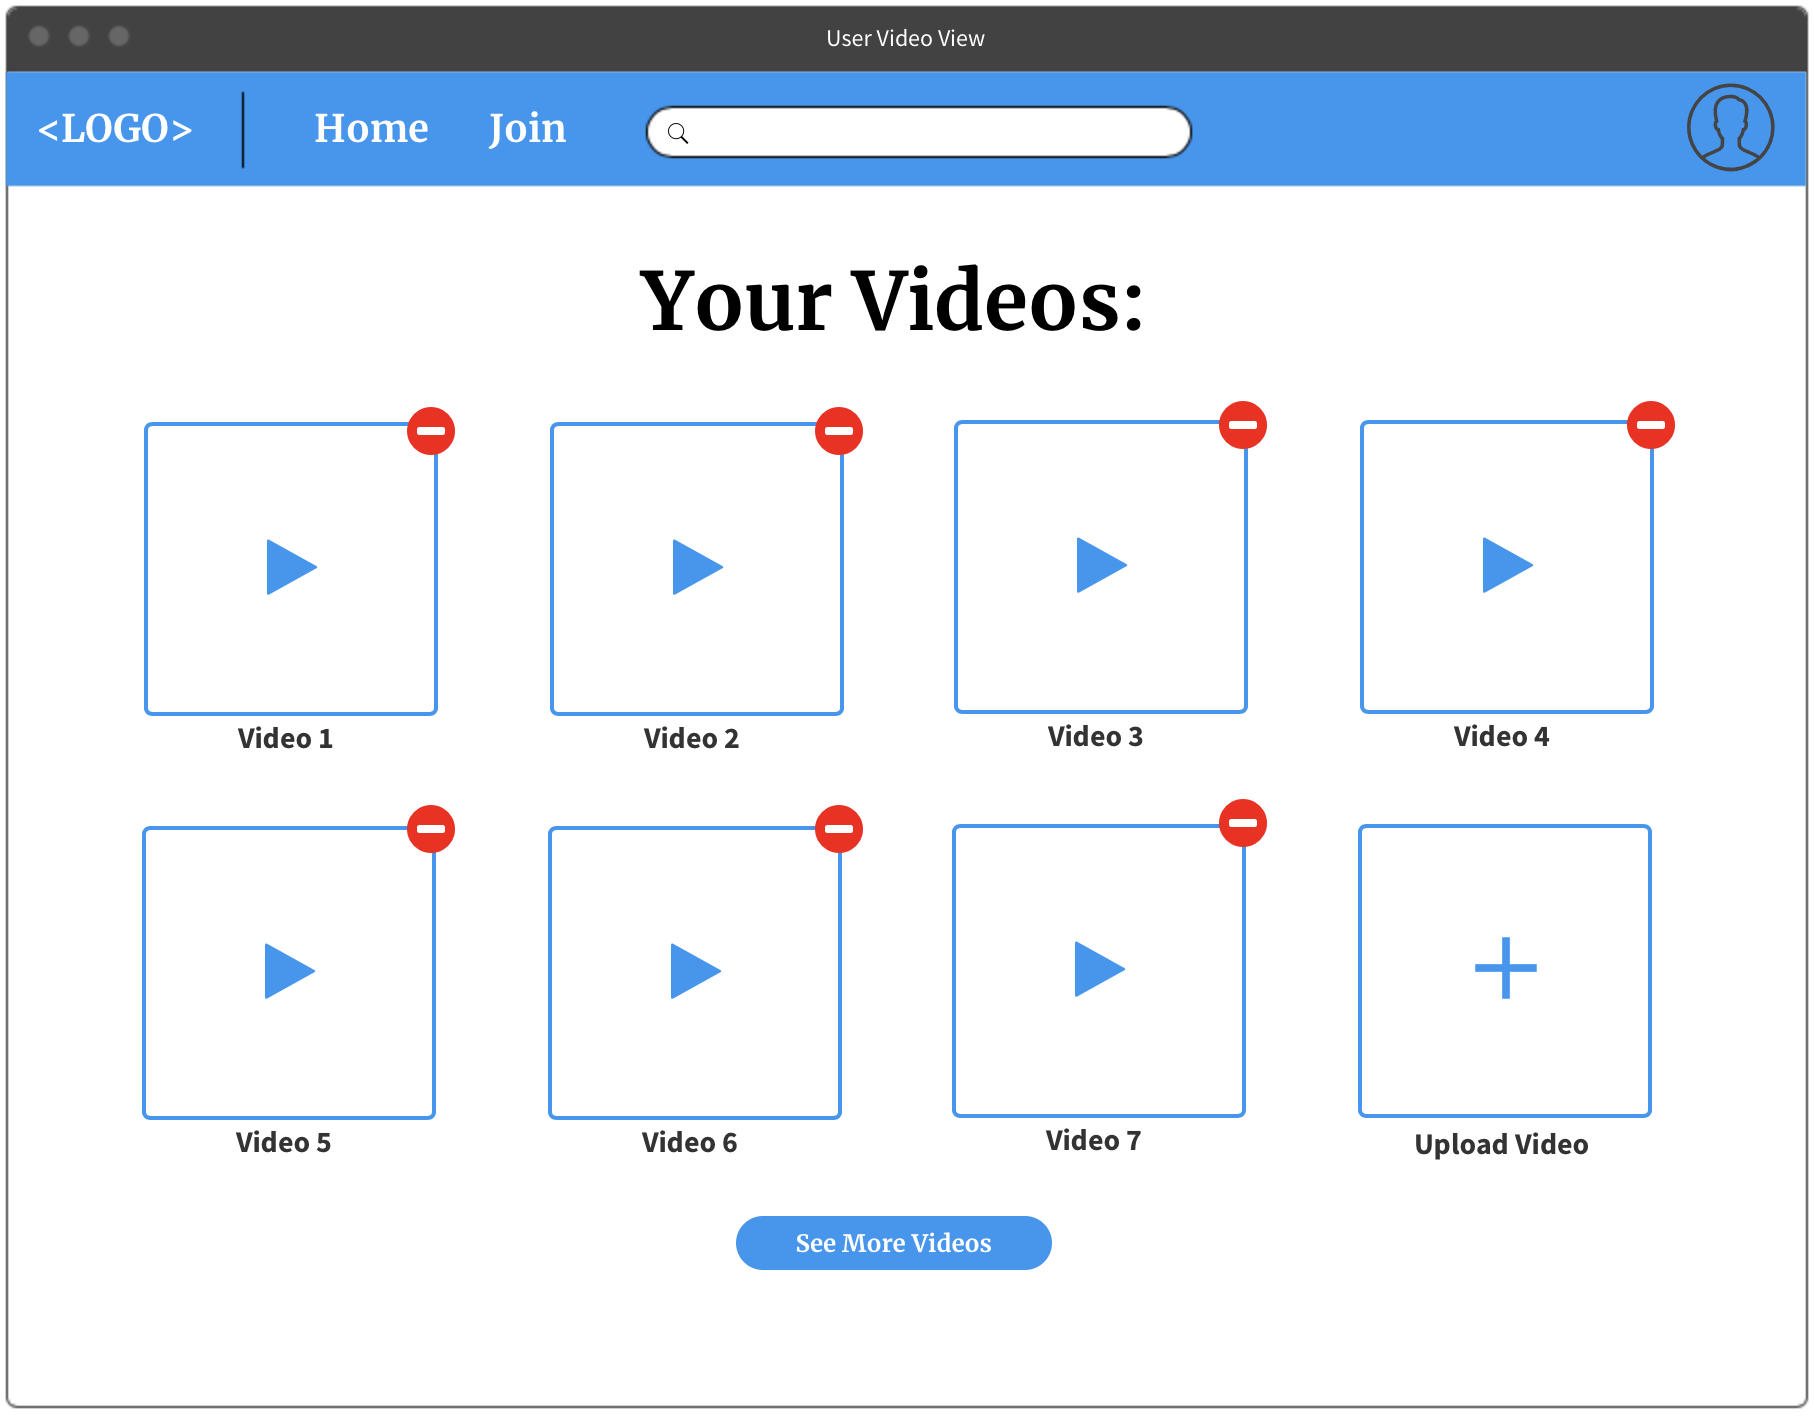 User Video View
<LOGO>
Home
Join
Your Videos:
Video 1
Video 2
Video 3
Video 4
Video 5
Video 6
Video 7
Upload Video
See More Videos